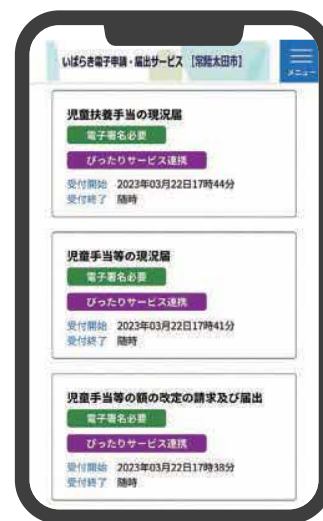 いばらき電子申請・届出サービス 【常陸太田市】
メニュー
児童扶養手当の現況届
電子署名必要
ぴったりサービス連携
受付開始 2023年03月22日17時44分
受付終了 随時
児童手当等の現況届
電子署名必要
ぴったりサービス連携
受付開始 2023年03月22日17時41分
受付終了 随時
児童手当等の額の改定の請求及び届出
電子署名必要
ぴったりサービス連携
受付開始 2023年03月22日17時38分
受付終了 随時